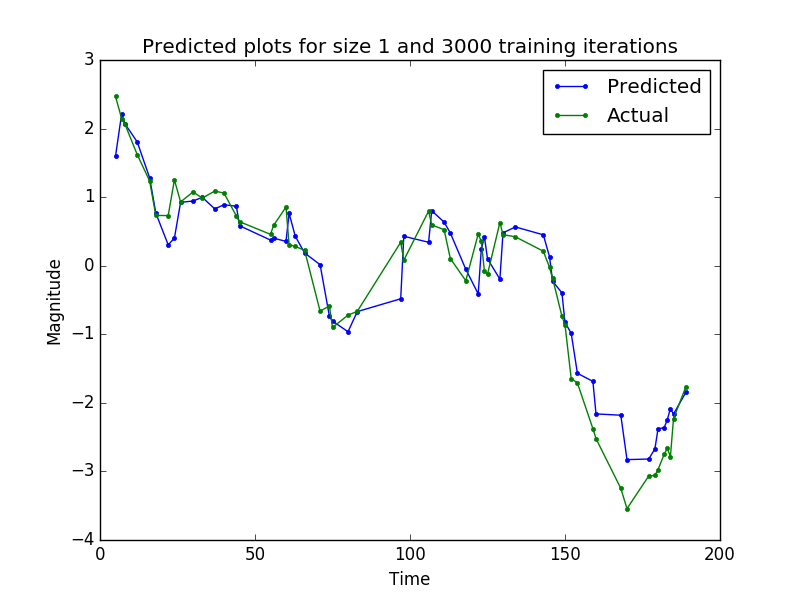 Predicted plots for size 1 and 3000 training iterations
Predicted
Actual
Magnitude
3
2
1
0
−1
−2
−3
−4
0 50 100 150 200
Time